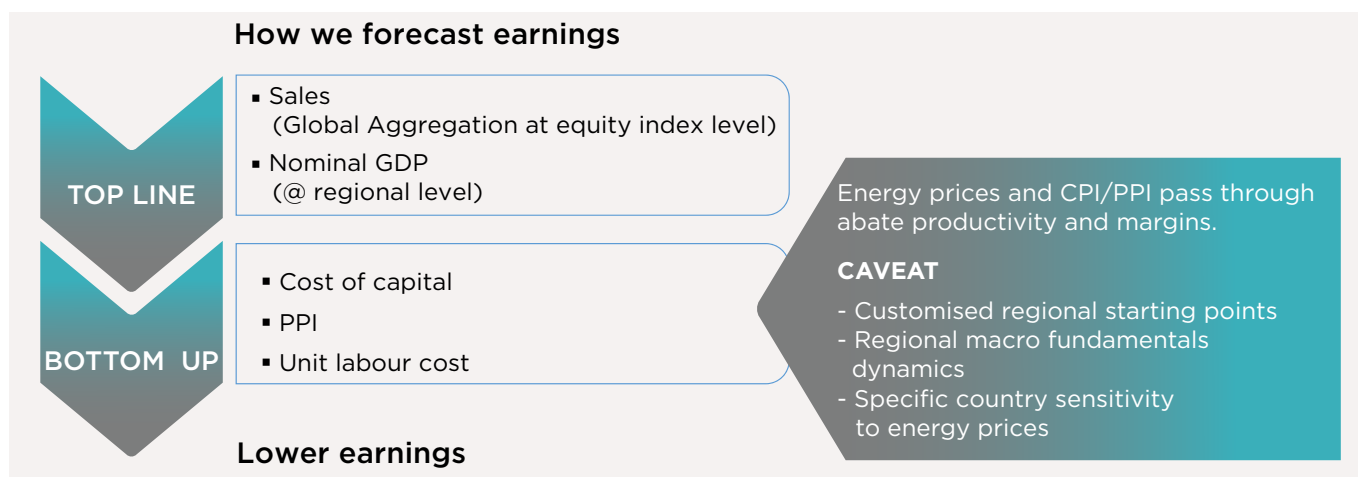 How we forecast earnings
TOP LINE
▪ Sales
(Global Aggregation at equity index level)
▪ Nominal GDP
(@ regional level)
BOTTOM UP
▪ Cost of capital
▪ PPI
▪ Unit labour cost
Energy prices and CPI/PPI pass through
abate productivity and margins.
CAVEAT
- Customised regional starting points
- Regional macro fundamentals
dynamics
- Specific country sensitivity
to energy prices
Lower earnings